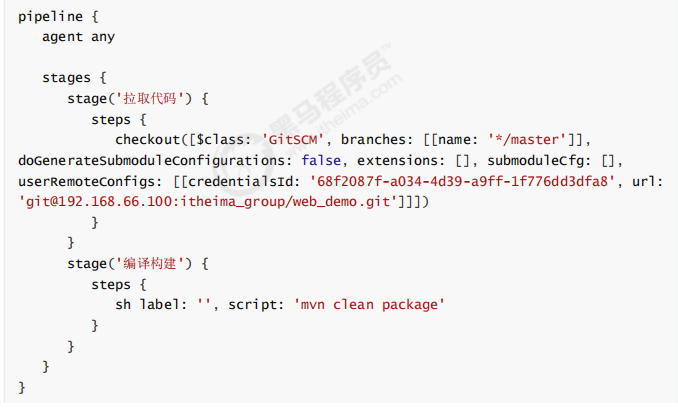 pipeline {
   agent any

   stages {
      stage('拉取代码') {
         steps {
            checkout([$class: 'GitSCM', branches: [[name: '*/master']],
doGenerateSubmoduleConfigurations: false, extensions: [], submoduleCfg: [],
userRemoteConfigs: [[credentialsId: '68f2087f-a034-4d39-a9ff-1f776dd3dfa8', url:
'git@192.168.66.100:itheima_group/web_demo.git']]])
         }
      }
      stage('编译构建') {
         steps {
            sh label: '', script: 'mvn clean package'
         }
      }
   }
}
黑马程序员™
www.itheima.com